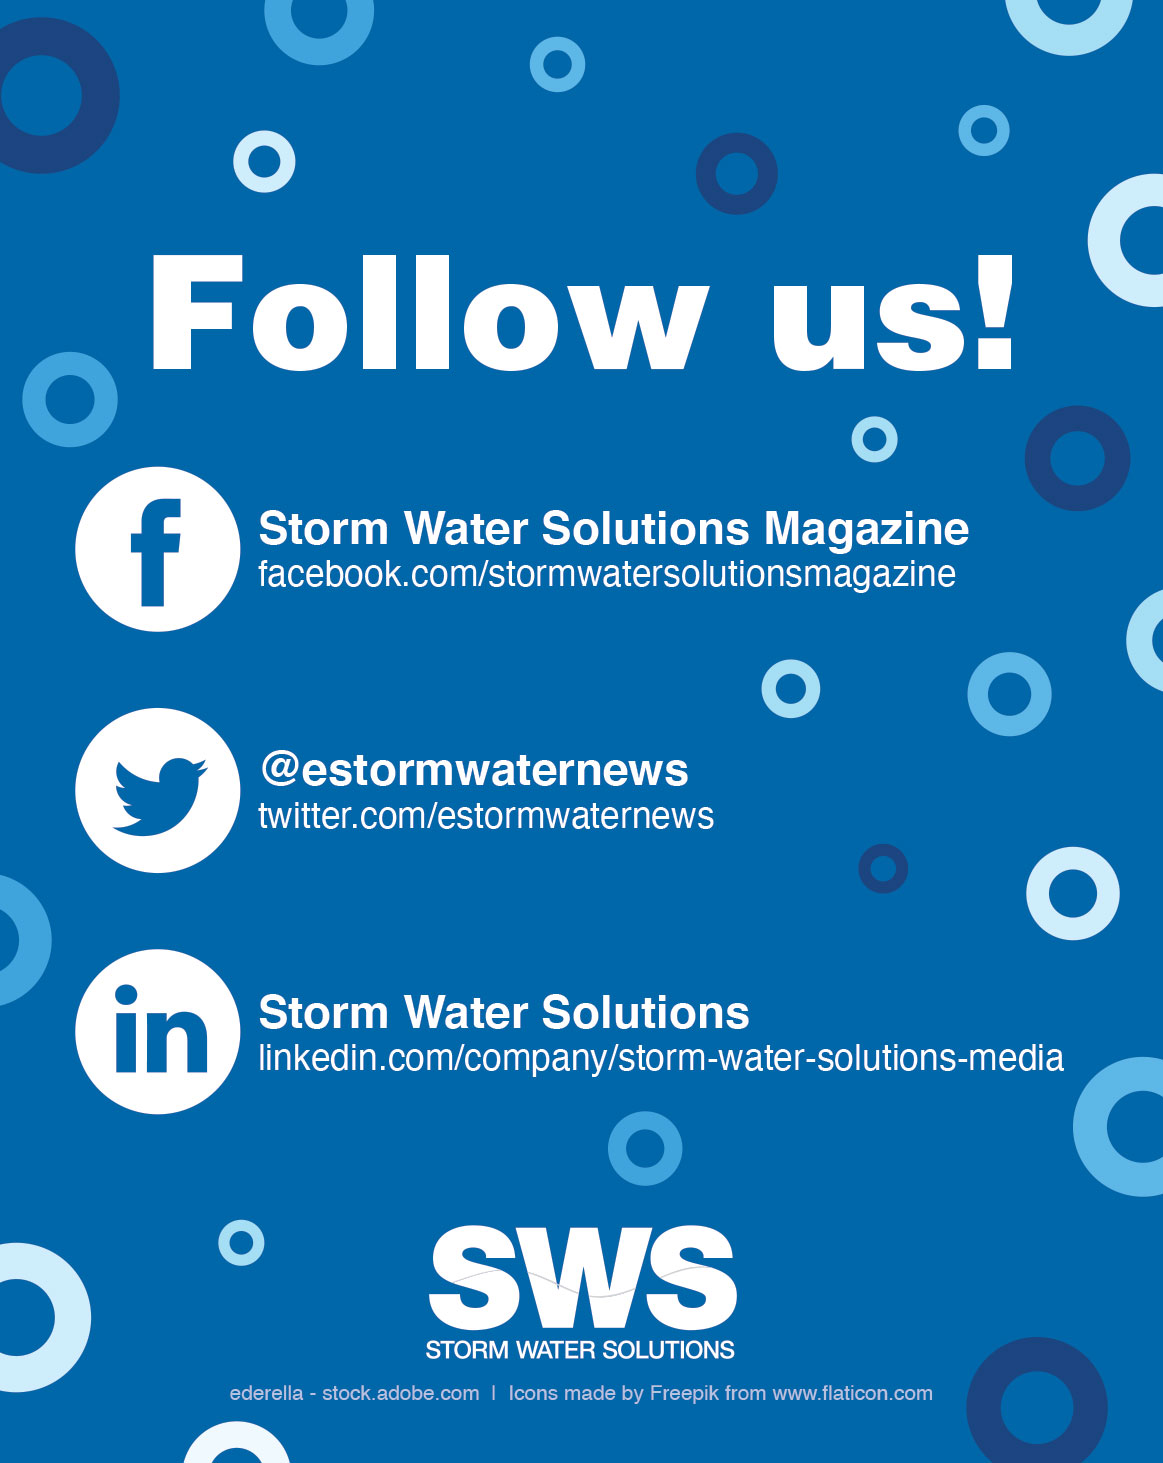 Follow us!
Storm Water Solutions Magazine
facebook.com/stormwatersolutionsmagazine
@estormwaternews
twitter.com/estormwaternews
in
Storm Water Solutions
linkedin.com/company/storm-water-solutions-media
SWS
STORM WATER SOLUTIONS
ederella - stock.adobe.com | Icons made by Freepik from www.flaticon.com